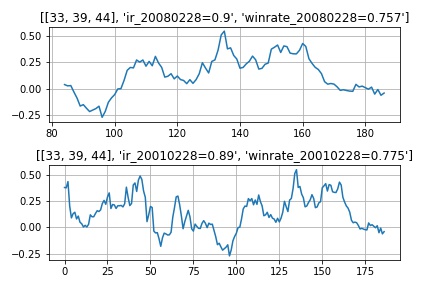 [[33, 39, 44], 'ir_20080228=0.9', 'winrate_20080228=0.757']
0.50
0.25
0.00
−0.25
80 100 120 140 160 180
[[33, 39, 44], 'ir_20010228=0.89', 'winrate_20010228=0.775']
0.50
0.25
0.00
−0.25
0 25 50 75 100 125 150 175